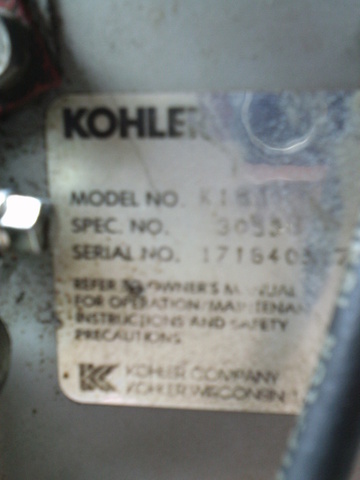 KOHLER
MODEL NO.
SPEC. NO.
SERIAL NO.
REFER TO OWNER'S MANUAL
FOR OPERATION/MAINTENANCE
INSTRUCTIONS AND SAFETY
PRECAUTIONS
KOHLER COMPANY
KOHLER WISCONSIN